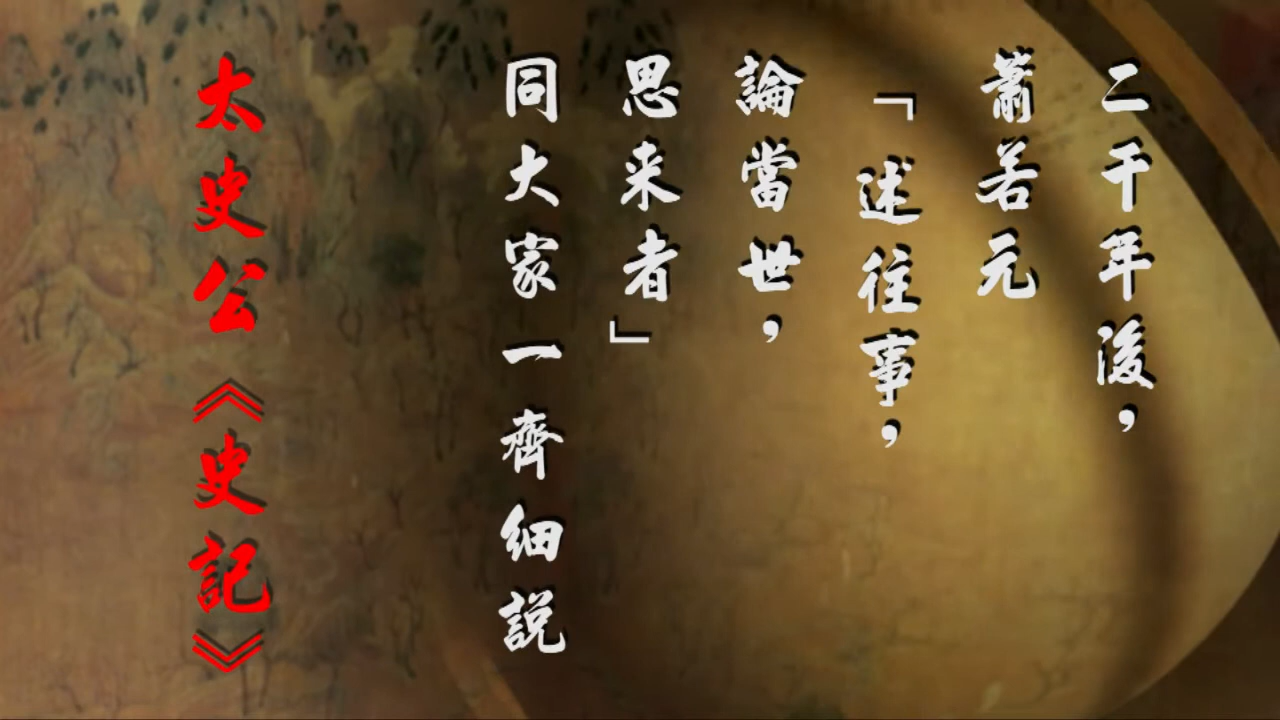 二千年後，
蕭若元
「述往事，
論當世，
思来者」
同大家一齊細説
太史公《史記》